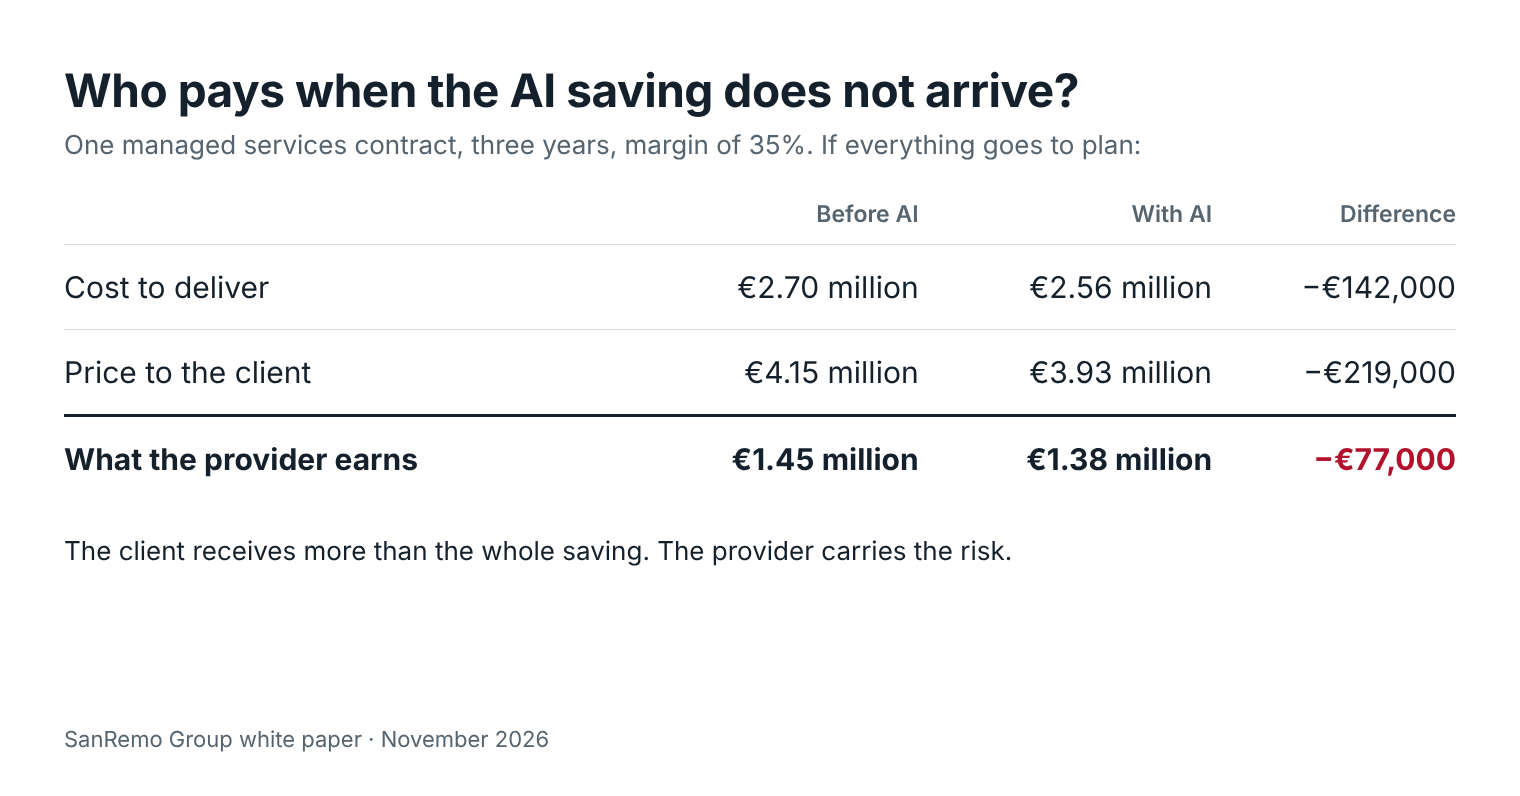 Who pays when the AI saving does not arrive?
One managed services contract, three years, margin of 35%. If everything goes to plan:
Before AI With AI Difference
Cost to deliver €2.70 million €2.56 million −€142,000
Price to the client €4.15 million €3.93 million −€219,000
What the provider earns €1.45 million €1.38 million −€77,000
The client receives more than the whole saving. The provider carries the risk.
SanRemo Group white paper · November 2026